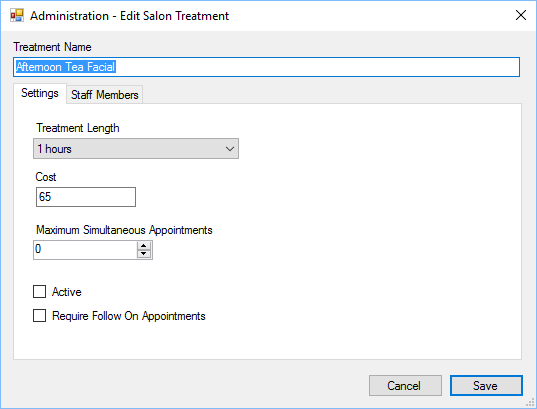 Administration - Edit Salon Treatment
Treatment Name
Afternoon Tea Facial
Settings Staff Members
Treatment Length
1 hours
Cost
65
Maximum Simultaneous Appointments
0
Active
Require Follow On Appointments
Cancel Save